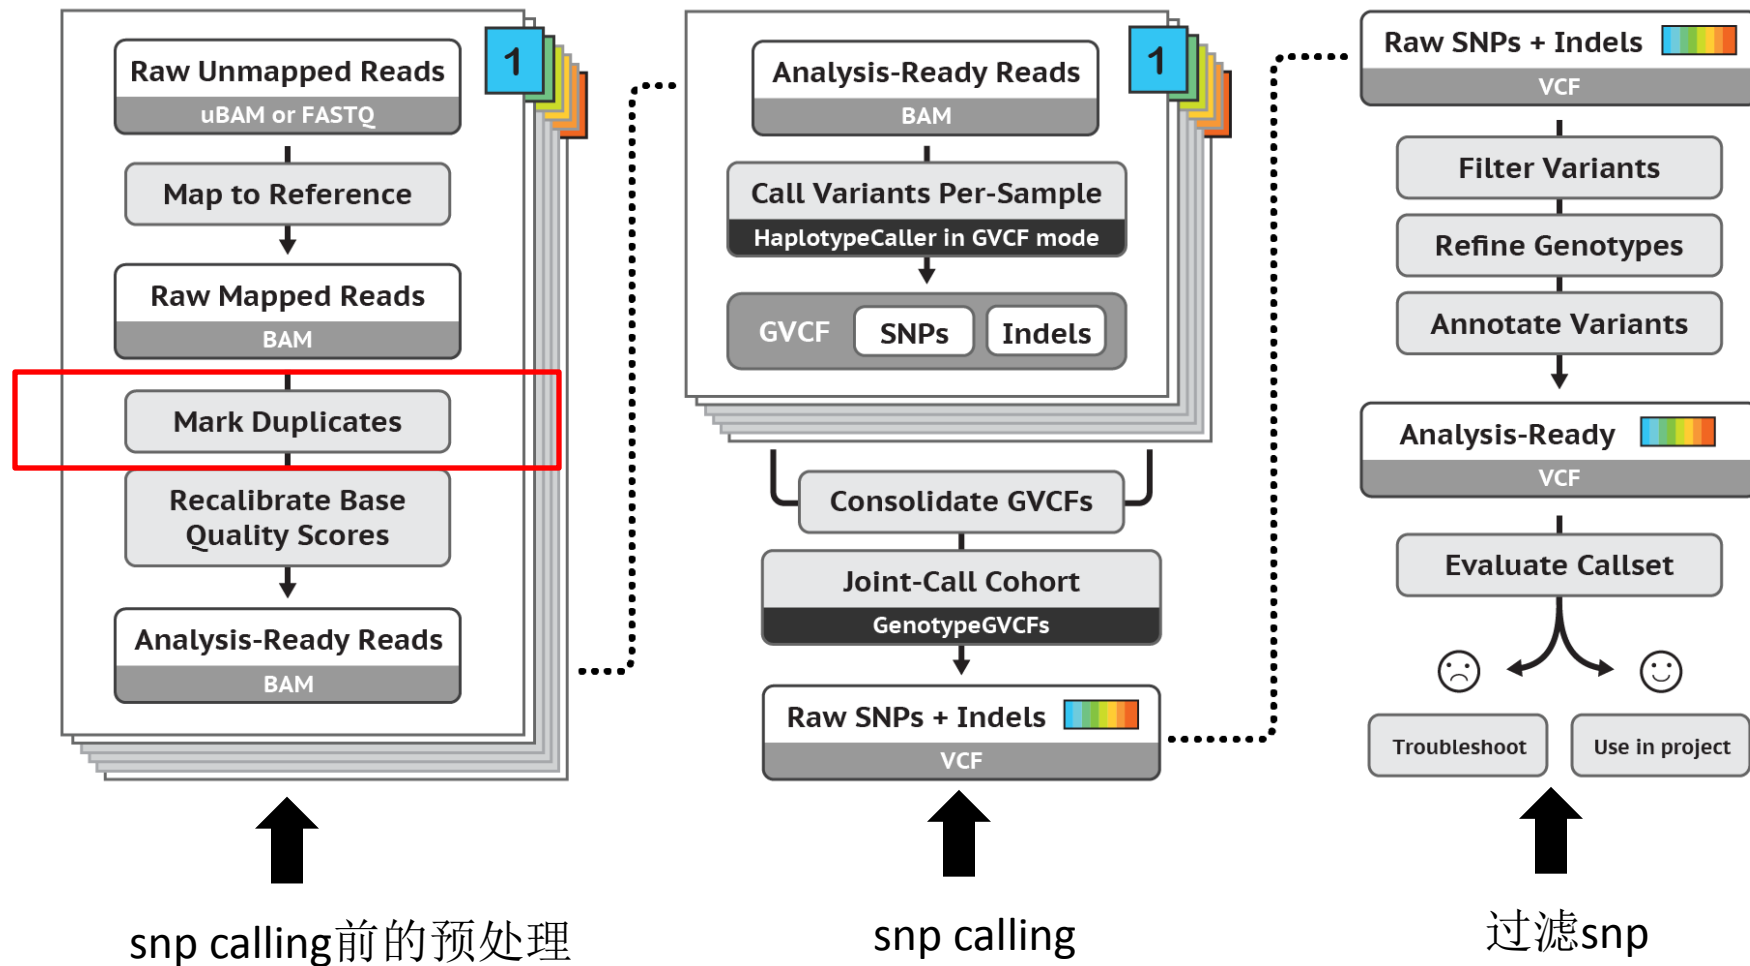 Raw Unmapped Reads
uBAM or FASTQ
1
Map to Reference
Raw Mapped Reads
BAM
Mark Duplicates
Recalibrate Base
Quality Scores
Analysis-Ready Reads
BAM
snp calling前的预处理
Analysis-Ready Reads
BAM
1
Call Variants Per-Sample
HaplotypeCaller in GVCF mode
GVCF
SNPs
Indels
Consolidate GVCFs
Joint-Call Cohort
GenotypeGVCFs
Raw SNPs + Indels
VCF
snp calling
Raw SNPs + Indels
VCF
Filter Variants
Refine Genotypes
Annotate Variants
Analysis-Ready
VCF
Evaluate Callset
Troubleshoot
Use in project
过滤snp